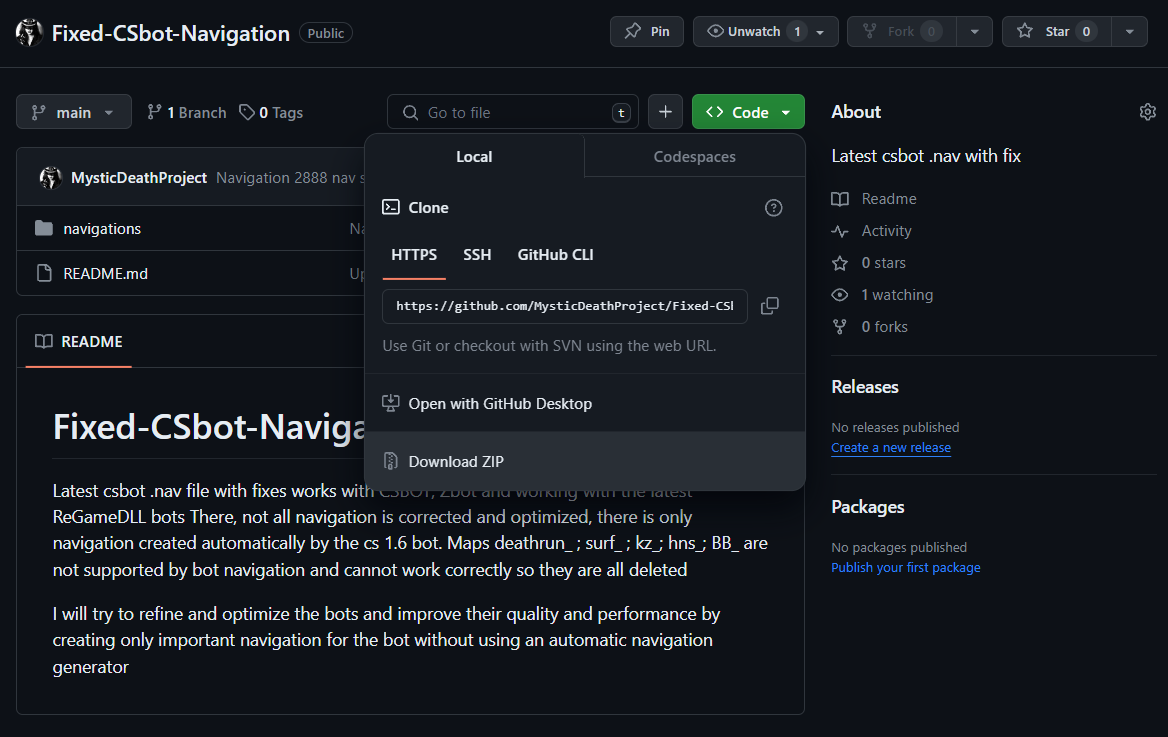 Fixed-CSbot-Navigation Public
Pin
Unwatch 1
Fork 0
Star 0
main
1 Branch
0 Tags
Go to file t
Code
Local
Codespaces
MysticDeathProject Navigation 2888 nav
Clone
navigations
README.md
HTTPS SSH GitHub CLI
https://github.com/MysticDeathProject/Fixed-CS
Use Git or checkout with SVN using the web URL.
Open with GitHub Desktop
Download ZIP
README
Fixed-CSbot-Naviga
Latest csbot .nav file with fixes works with CSBOT, Zbot and working with the latest
ReGameDLL bots There, not all navigation is corrected and optimized, there is only
navigation created automatically by the cs 1.6 bot. Maps deathrun_ ; surf_ ; kz_; hns_; BB_ are
not supported by bot navigation and cannot work correctly so they are all deleted
I will try to refine and optimize the bots and improve their quality and performance by
creating only important navigation for the bot without using an automatic navigation
generator
About
Latest csbot .nav with fix
Readme
Activity
0 stars
1 watching
0 forks
Releases
No releases published
Create a new release
Packages
No packages published
Publish your first package